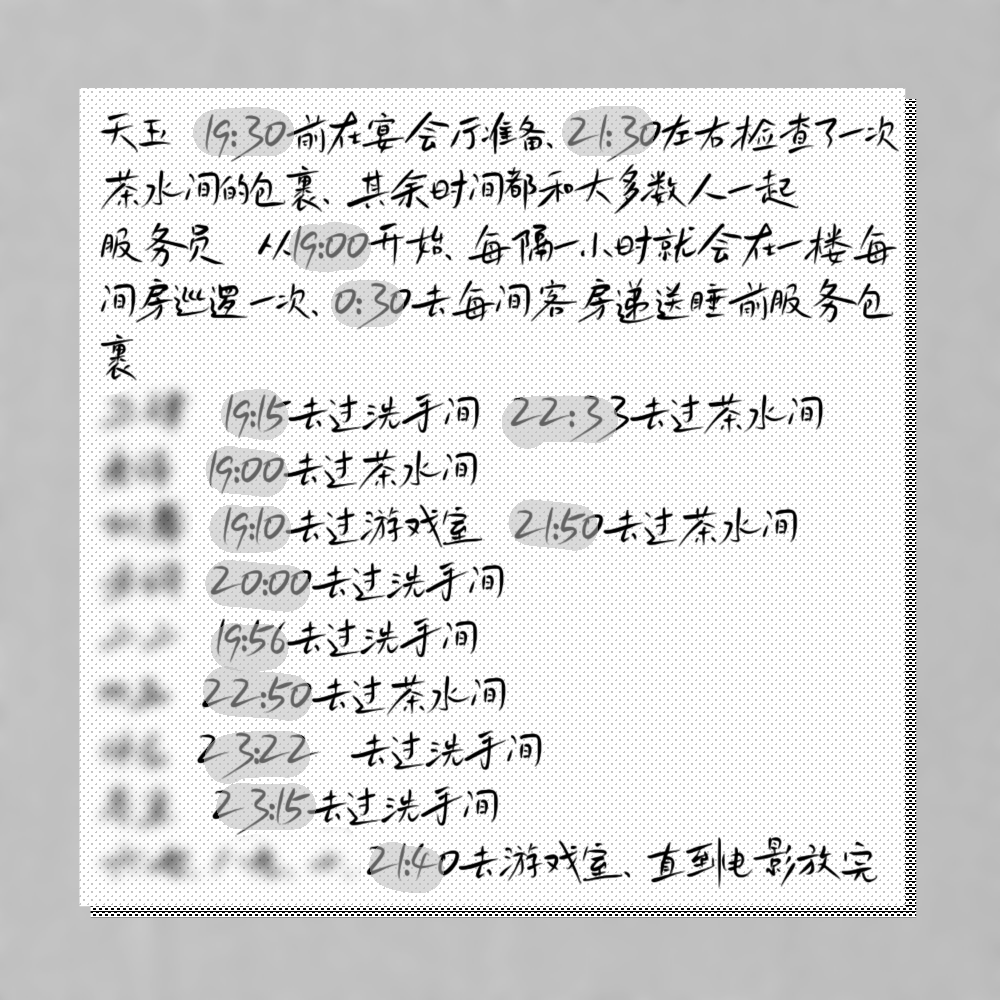 天玉 19:30前在宴会厅准备、21:30左右检查了一次
茶水间的包裹、其余时间都和大多数人一起
服务员 从19:00开始、每隔一小时就会在一楼每
间房巡逻一次、0:30去每间客房递送睡前服务包
裹
19:15去过洗手间 22:33去过茶水间
19:00去过茶水间
19:10去过游戏室 21:50去过茶水间
20:00去过洗手间
19:56去过洗手间
22:50去过茶水间
23:22 去过洗手间
23:15去过洗手间
21:40去游戏室、直到电影放完